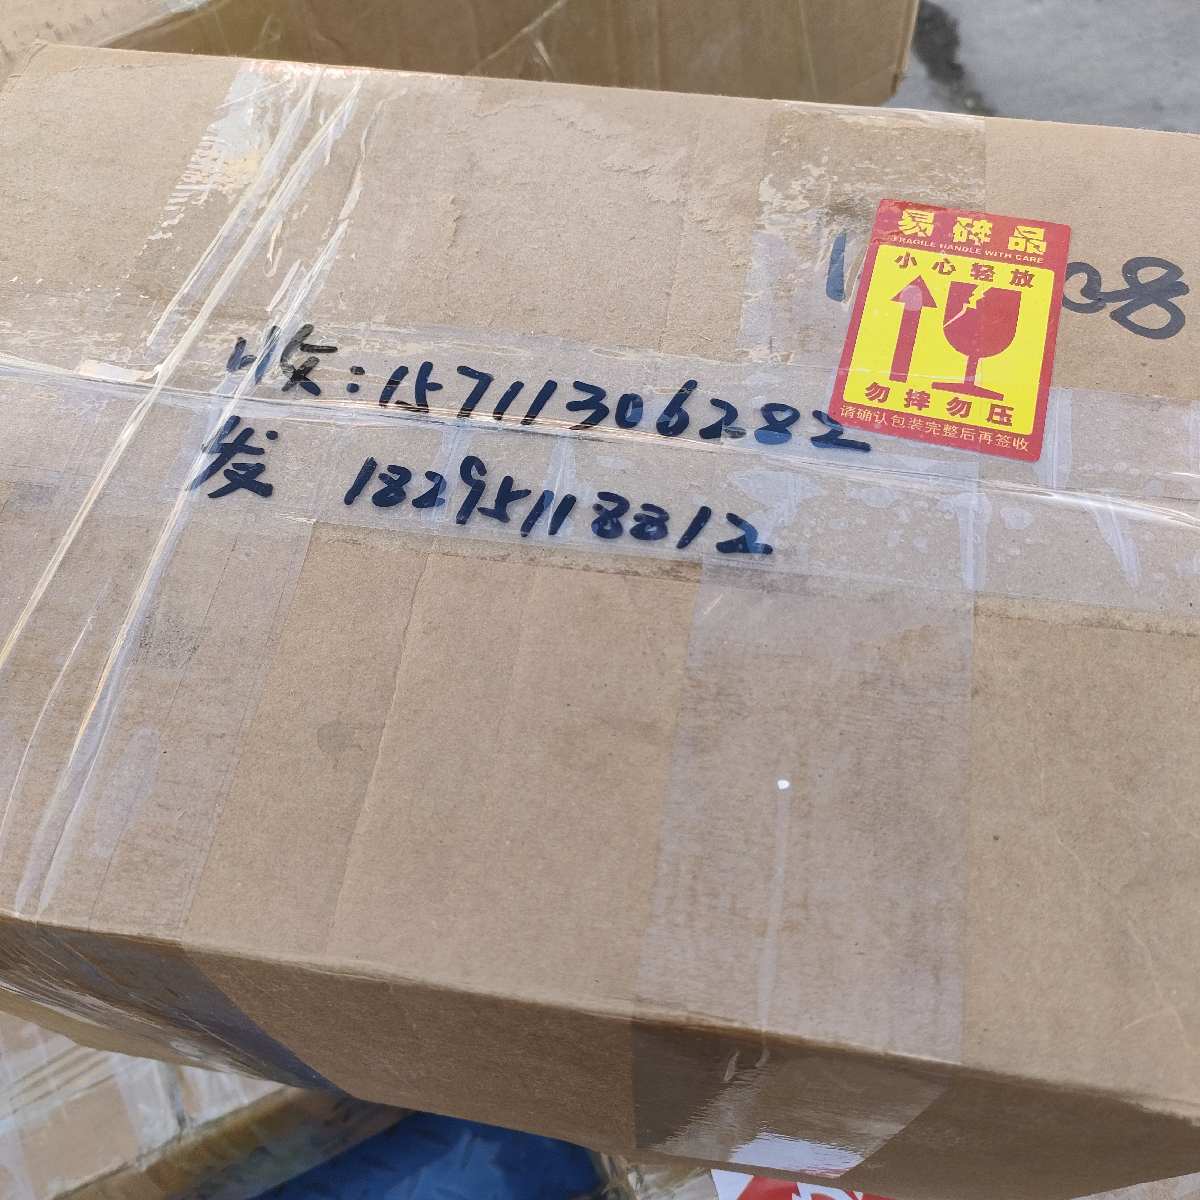 易碎品
FRAGILE HANDLE WITH CARE
小心轻放
勿摔勿压
请确认包装完整后再签收
08
收:15711306282
发 18295118812